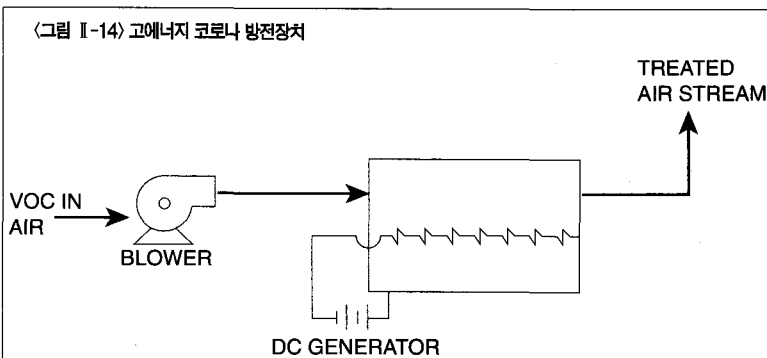 〈그림 Ⅱ-14〉 고에너지 코로나 방전장치
TREATED
AIR STREAM
VOC IN
AIR
BLOWER
DC GENERATOR